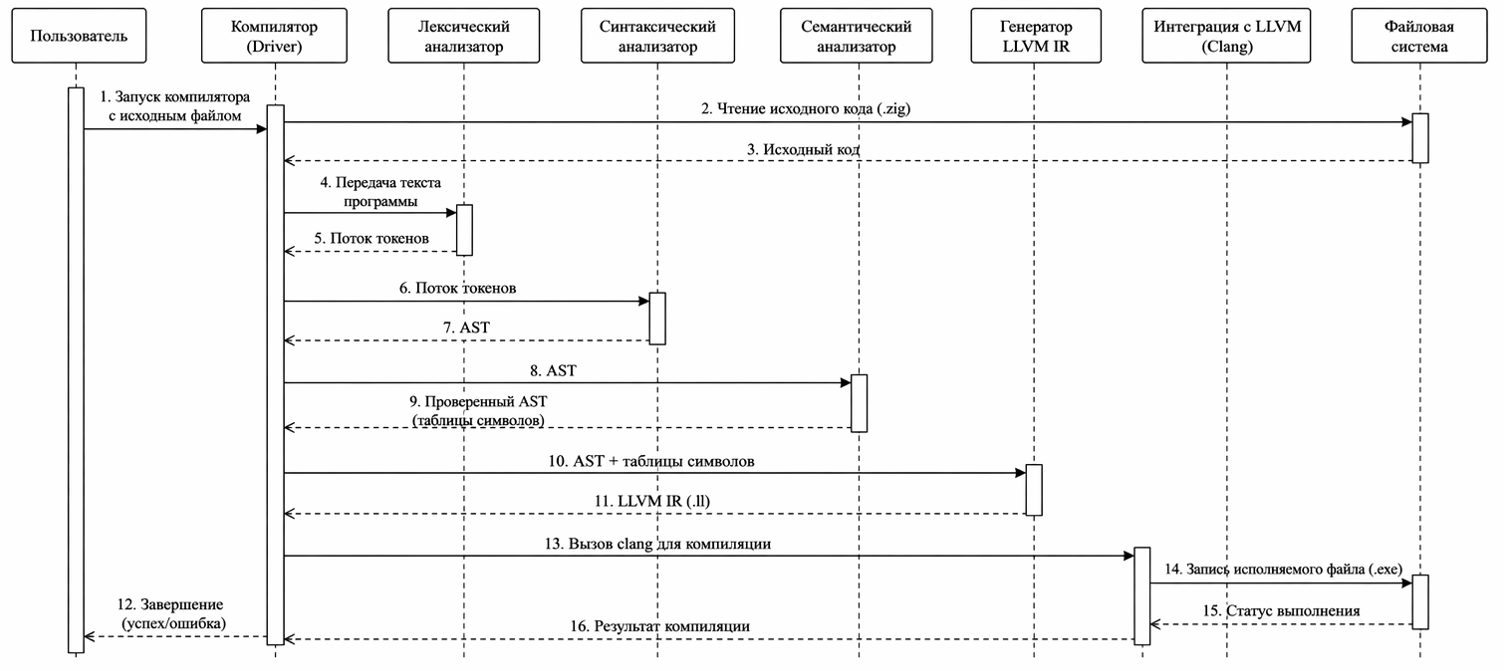 Пользователь
Компилятор
(Driver)
Лексический
анализатор
Синтаксический
анализатор
Семантический
анализатор
Генератор
LLVM IR
Интеграция с LLVM
(Clang)
Файловая
система
1. Запуск компилятора
с исходным файлом
2. Чтение исходного кода (.zig)
3. Исходный код
4. Передача текста
программы
5. Поток токенов
6. Поток токенов
7. AST
8. AST
9. Проверенный AST
(таблицы символов)
10. AST + таблицы символов
11. LLVM IR (.ll)
13. Вызов clang для компиляции
14. Запись исполняемого файла (.exe)
12. Завершение
(успех/ошибка)
15. Статус выполнения
16. Результат компиляции